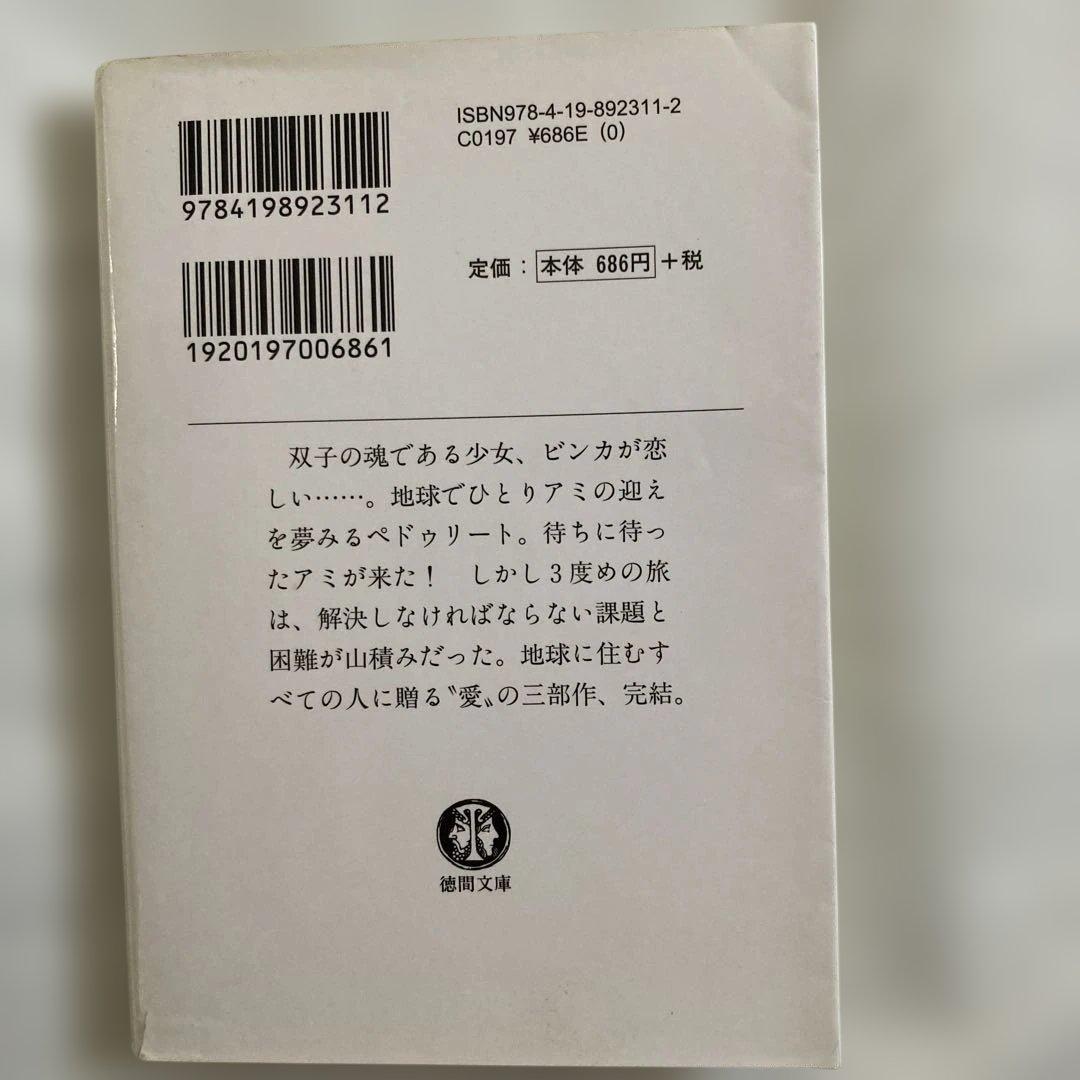 ISBN978-4-19-892311-2
C0197 ¥686E (0)
9784198923112
定価：本体 686円＋税
1920197006861
双子の魂である少女、ビンカが恋
しい……。地球でひとりアミの迎え
を夢みるペドゥリート。待ちに待っ
たアミが来た！　しかし３度めの旅
は、解決しなければならない課題と
困難が山積みだった。地球に住むす
べての人に贈る〝愛〟の三部作、完結。
徳間文庫